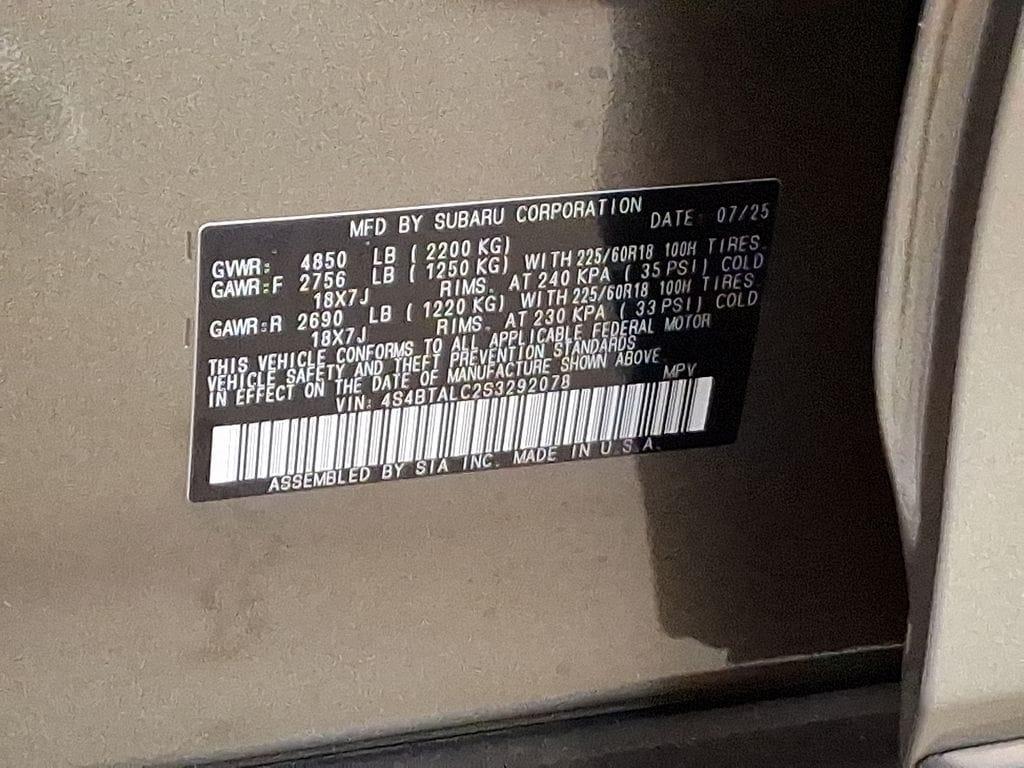 MFD BY SUBARU CORPORATION DATE 07/25
GVWR: 4850 LB ( 2200 KG)
GAWR:F 2756 LB ( 1250 KG) WITH 225/60R18 100H TIRES
18X7J RIMS. AT 240 KPA ( 35 PSI) COLD
GAWR:R 2690 LB ( 1220 KG) WITH 225/60R18 100H TIRES
18X7J RIMS. AT 230 KPA ( 33 PSI) COLD
THIS VEHICLE CONFORMS TO ALL APPLICABLE FEDERAL MOTOR
VEHICLE SAFETY AND THEFT PREVENTION STANDARDS
IN EFFECT ON THE DATE OF MANUFACTURE SHOWN ABOVE.
VIN: 4S4BTALC2S3292078 MPV
ASSEMBLED BY SIA INC. MADE IN U.S.A.